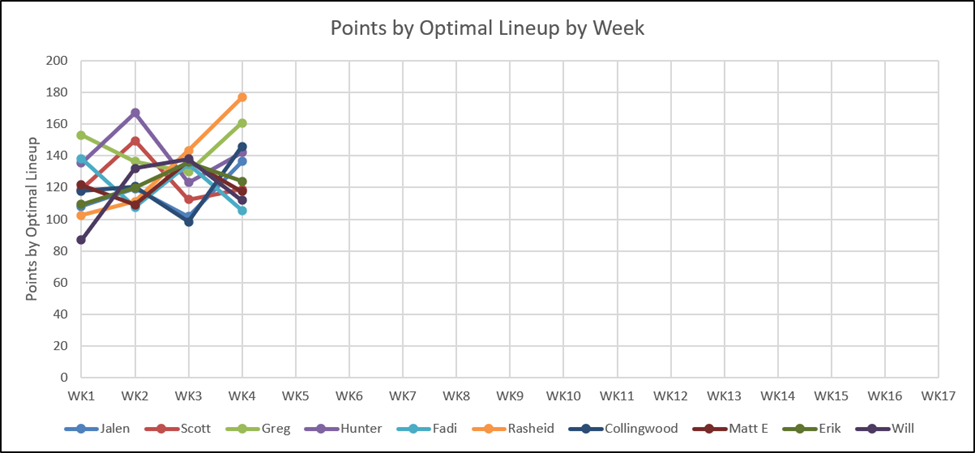 Points by Optimal Lineup by Week
Points by Optimal Lineup
200
180
160
140
120
100
80
60
40
20
0
WK1 WK2 WK3 WK4 WK5 WK6 WK7 WK8 WK9 WK10 WK11 WK12 WK13 WK14 WK15 WK16 WK17
Jalen Scott Greg Hunter Fadi Rasheid Collingwood Matt E Erik Will